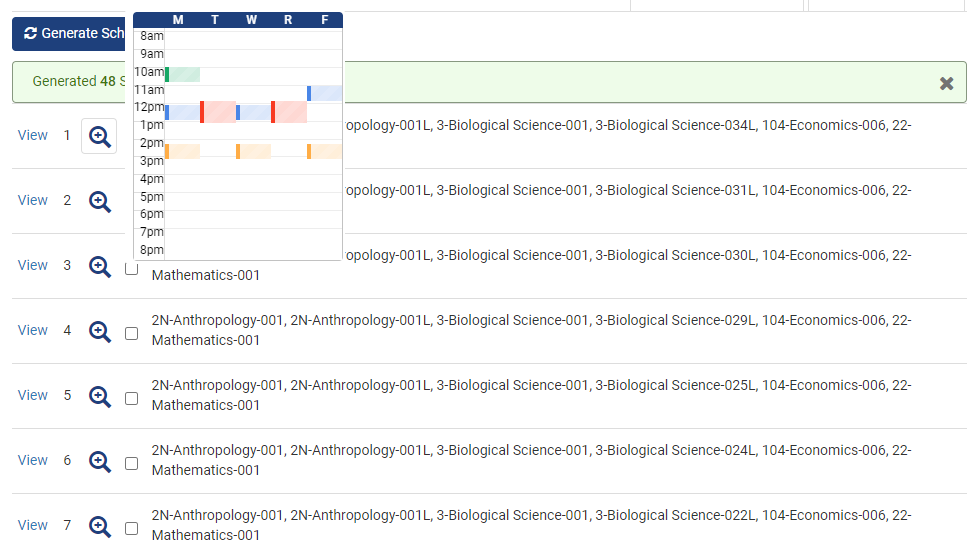 Generate Sch
M T W R F
8am
9am
10am
11am
12pm
1pm
2pm
3pm
4pm
5pm
6pm
7pm
8pm
Generated 48 S
View 1 opology-001L, 3-Biological Science-001, 3-Biological Science-034L, 104-Economics-006, 22-
View 2 opology-001L, 3-Biological Science-001, 3-Biological Science-031L, 104-Economics-006, 22-
View 3 opology-001L, 3-Biological Science-001, 3-Biological Science-030L, 104-Economics-006, 22-
Mathematics-001
View 4 2N-Anthropology-001, 2N-Anthropology-001L, 3-Biological Science-001, 3-Biological Science-029L, 104-Economics-006, 22-
Mathematics-001
View 5 2N-Anthropology-001, 2N-Anthropology-001L, 3-Biological Science-001, 3-Biological Science-025L, 104-Economics-006, 22-
Mathematics-001
View 6 2N-Anthropology-001, 2N-Anthropology-001L, 3-Biological Science-001, 3-Biological Science-024L, 104-Economics-006, 22-
Mathematics-001
View 7 2N-Anthropology-001, 2N-Anthropology-001L, 3-Biological Science-001, 3-Biological Science-022L, 104-Economics-006, 22-
Mathematics-001